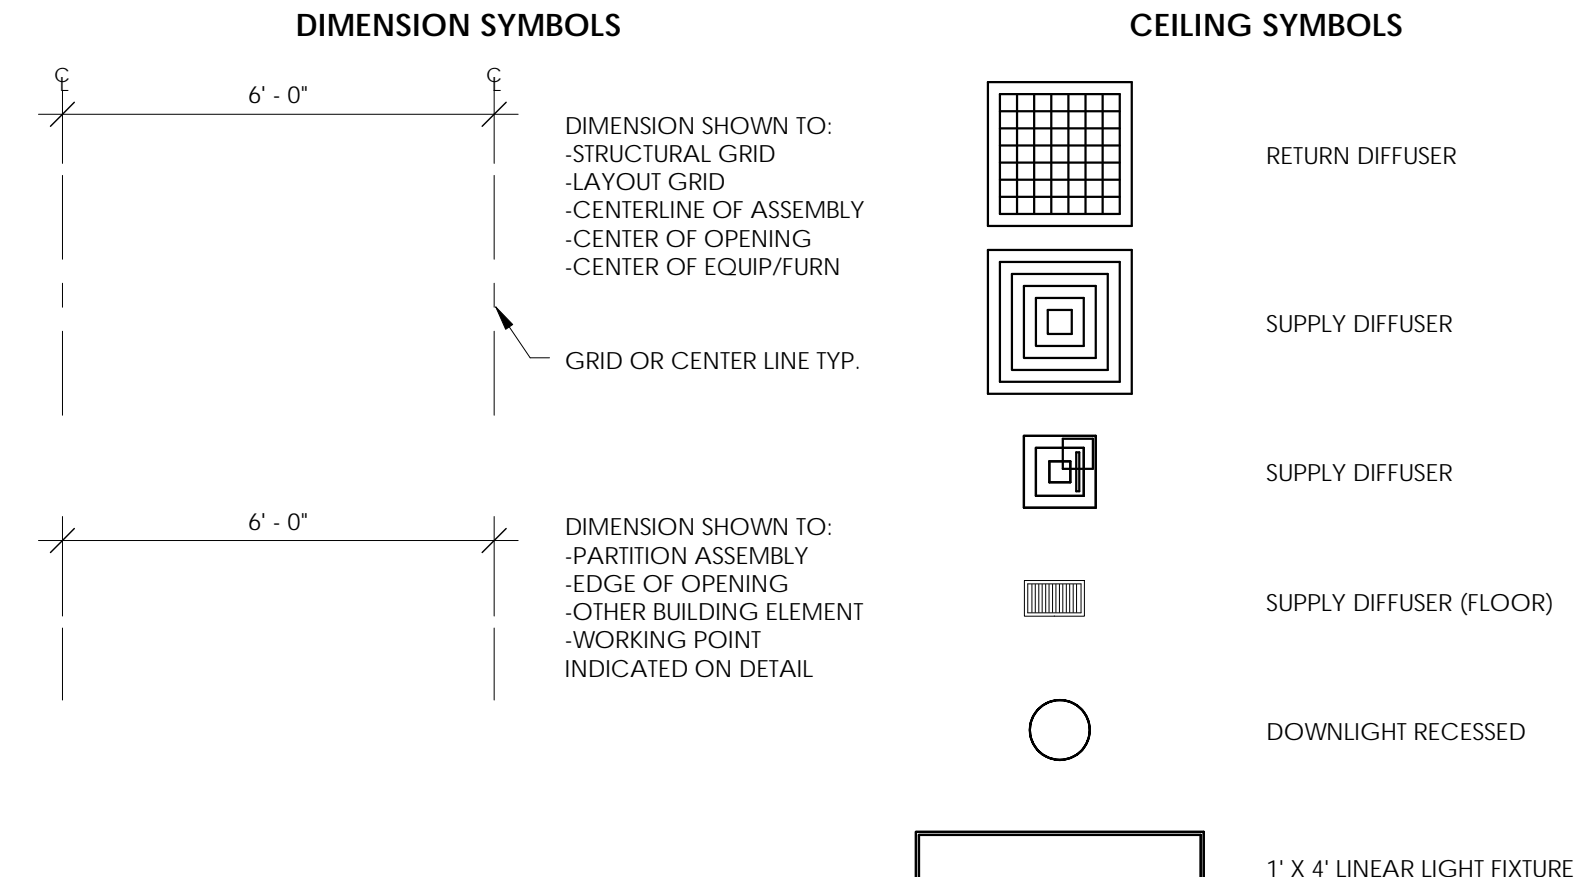 DIMENSION SYMBOLS
℄
℄
6' - 0"
DIMENSION SHOWN TO:
-STRUCTURAL GRID
-LAYOUT GRID
-CENTERLINE OF ASSEMBLY
-CENTER OF OPENING
-CENTER OF EQUIP/FURN
GRID OR CENTER LINE TYP.
6' - 0"
DIMENSION SHOWN TO:
-PARTITION ASSEMBLY
-EDGE OF OPENING
-OTHER BUILDING ELEMENT
-WORKING POINT
INDICATED ON DETAIL
CEILING SYMBOLS
RETURN DIFFUSER
SUPPLY DIFFUSER
SUPPLY DIFFUSER
SUPPLY DIFFUSER (FLOOR)
DOWNLIGHT RECESSED
1' X 4' LINEAR LIGHT FIXTURE